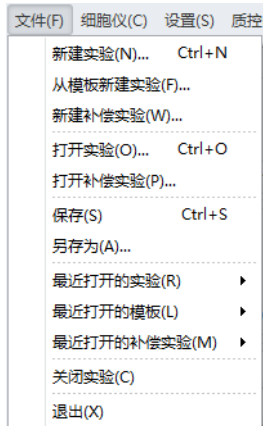 文件(F) 细胞仪(C) 设置(S) 质控
新建实验(N)... Ctrl+N
从模板新建实验(F)...
新建补偿实验(W)...
打开实验(O)... Ctrl+O
打开补偿实验(P)...
保存(S) Ctrl+S
另存为(A)...
最近打开的实验(R)
最近打开的模板(L)
最近打开的补偿实验(M)
关闭实验(C)
退出(X)